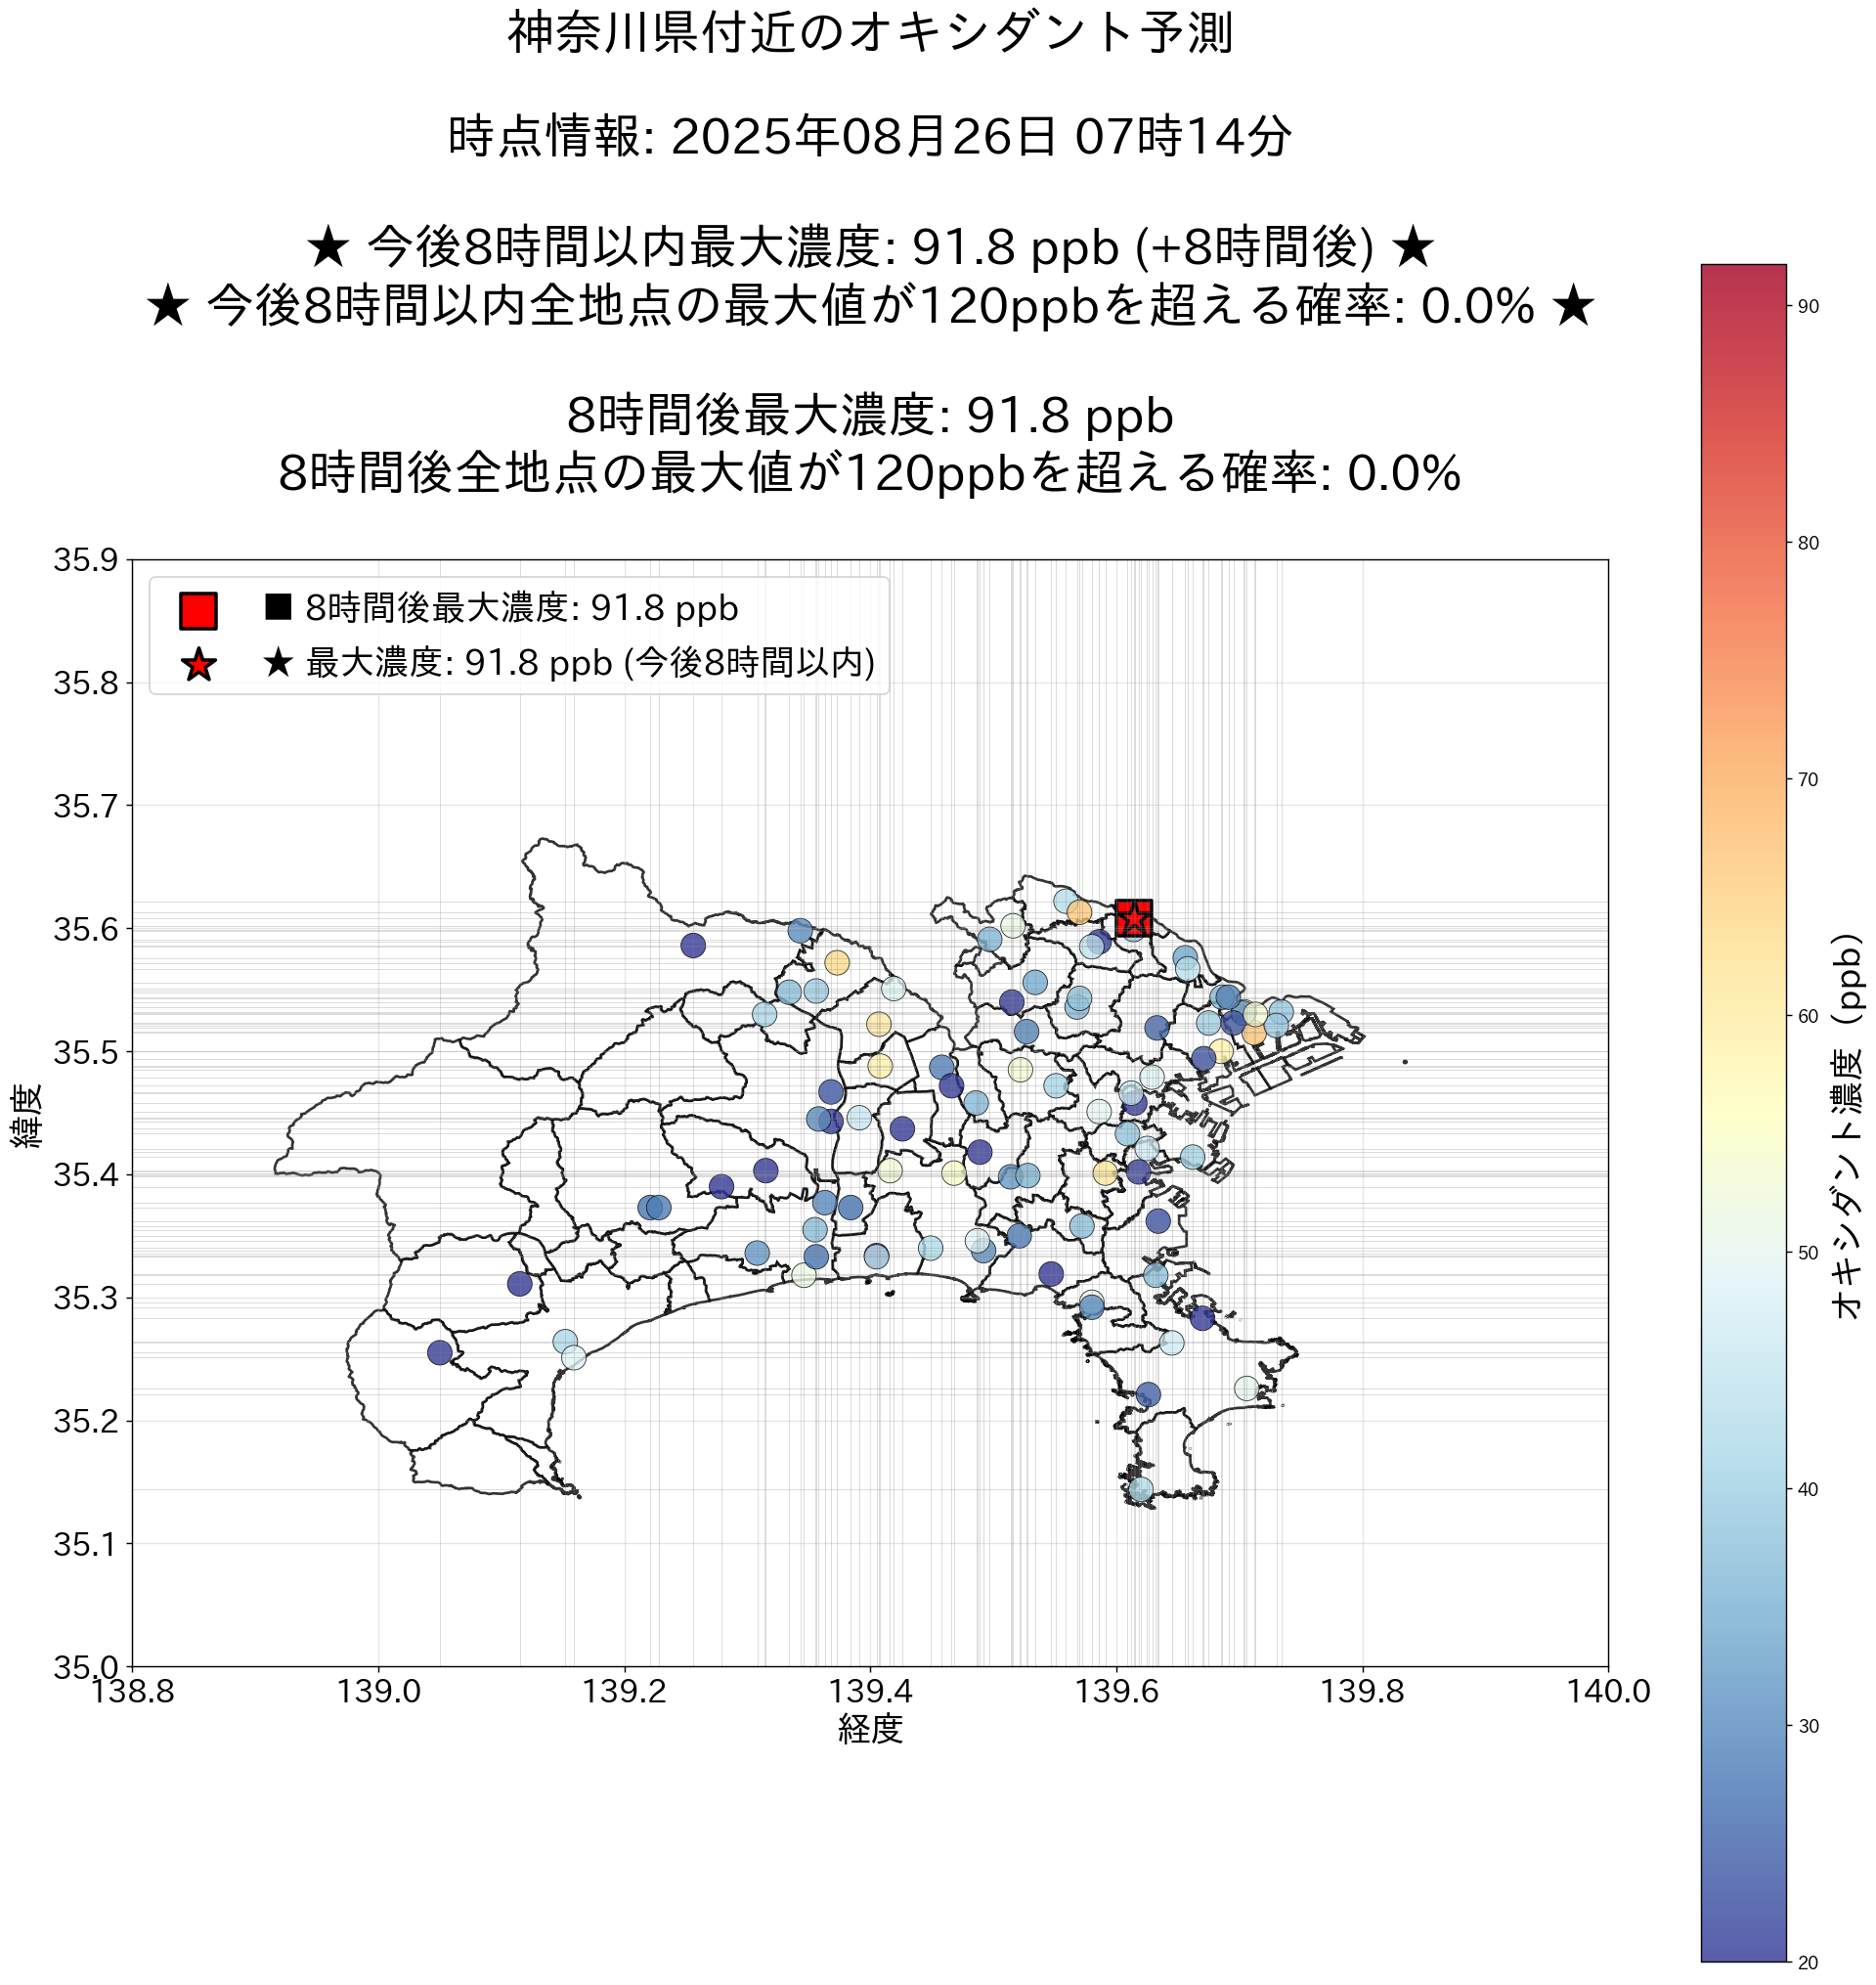 神奈川県付近のオキシダント予測
時点情報: 2025年08月26日 07時14分
★ 今後8時間以内最大濃度: 91.8 ppb (+8時間後) ★
★ 今後8時間以内全地点の最大値が120ppbを超える確率: 0.0% ★
8時間後最大濃度: 91.8 ppb
8時間後全地点の最大値が120ppbを超える確率: 0.0%
■ 8時間後最大濃度: 91.8 ppb
★ 最大濃度: 91.8 ppb (今後8時間以内)
35.9
35.8
35.7
35.6
35.5
35.4
35.3
35.2
35.1
35.0
緯度
138.8
139.0
139.2
139.4
139.6
139.8
140.0
経度
90
80
70
60
50
40
30
20
オキシダント濃度 (ppb)